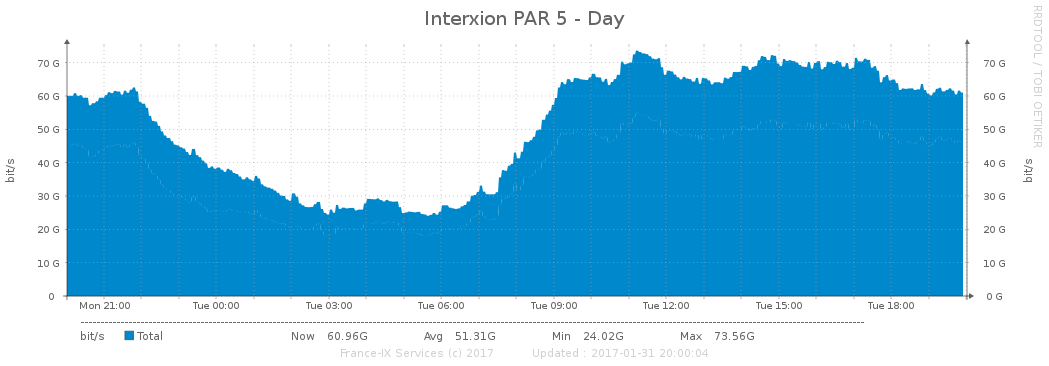 Interxion PAR 5 - Day
RRDTOOL / TOBI OETIKER
bit/s
70 G
60 G
50 G
40 G
30 G
20 G
10 G
0
70 G
60 G
50 G
40 G
30 G
20 G
10 G
0 G
bit/s
Mon 21:00 Tue 00:00 Tue 03:00 Tue 06:00 Tue 09:00 Tue 12:00 Tue 15:00 Tue 18:00
bit/s Total Now 60.96G Avg 51.31G Min 24.02G Max 73.56G
France-IX Services (c) 2017 Updated : 2017-01-31 20:00:04